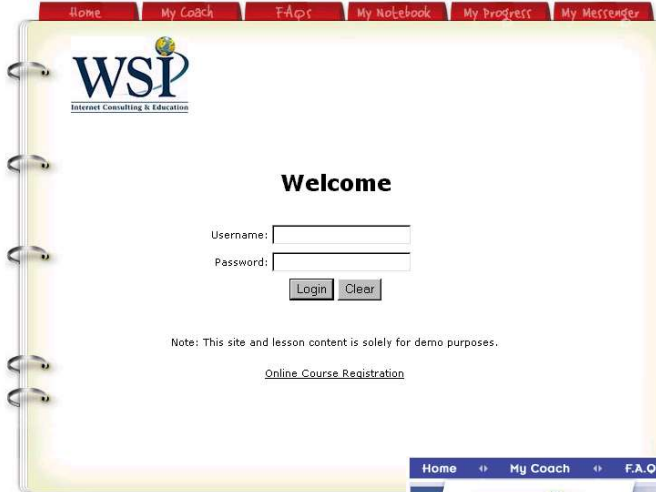 Home My Coach FAQs My Notebook My Progress My Messenger
WSI
Internet Consulting & Education
Welcome
Username:
Password:
Login Clear
Note: This site and lesson content is solely for demo purposes.
Online Course Registration
Home My Coach F.A.Q